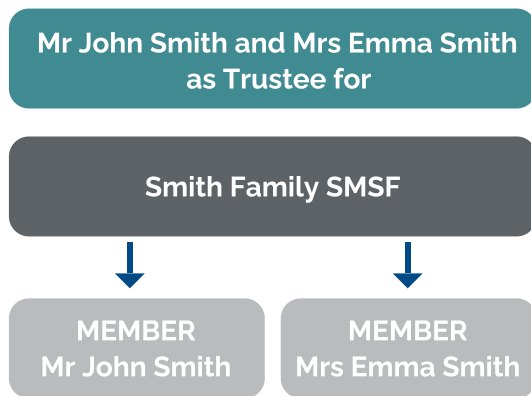 Mr John Smith and Mrs Emma Smith
as Trustee for
Smith Family SMSF
MEMBER
Mr John Smith
MEMBER
Mrs Emma Smith